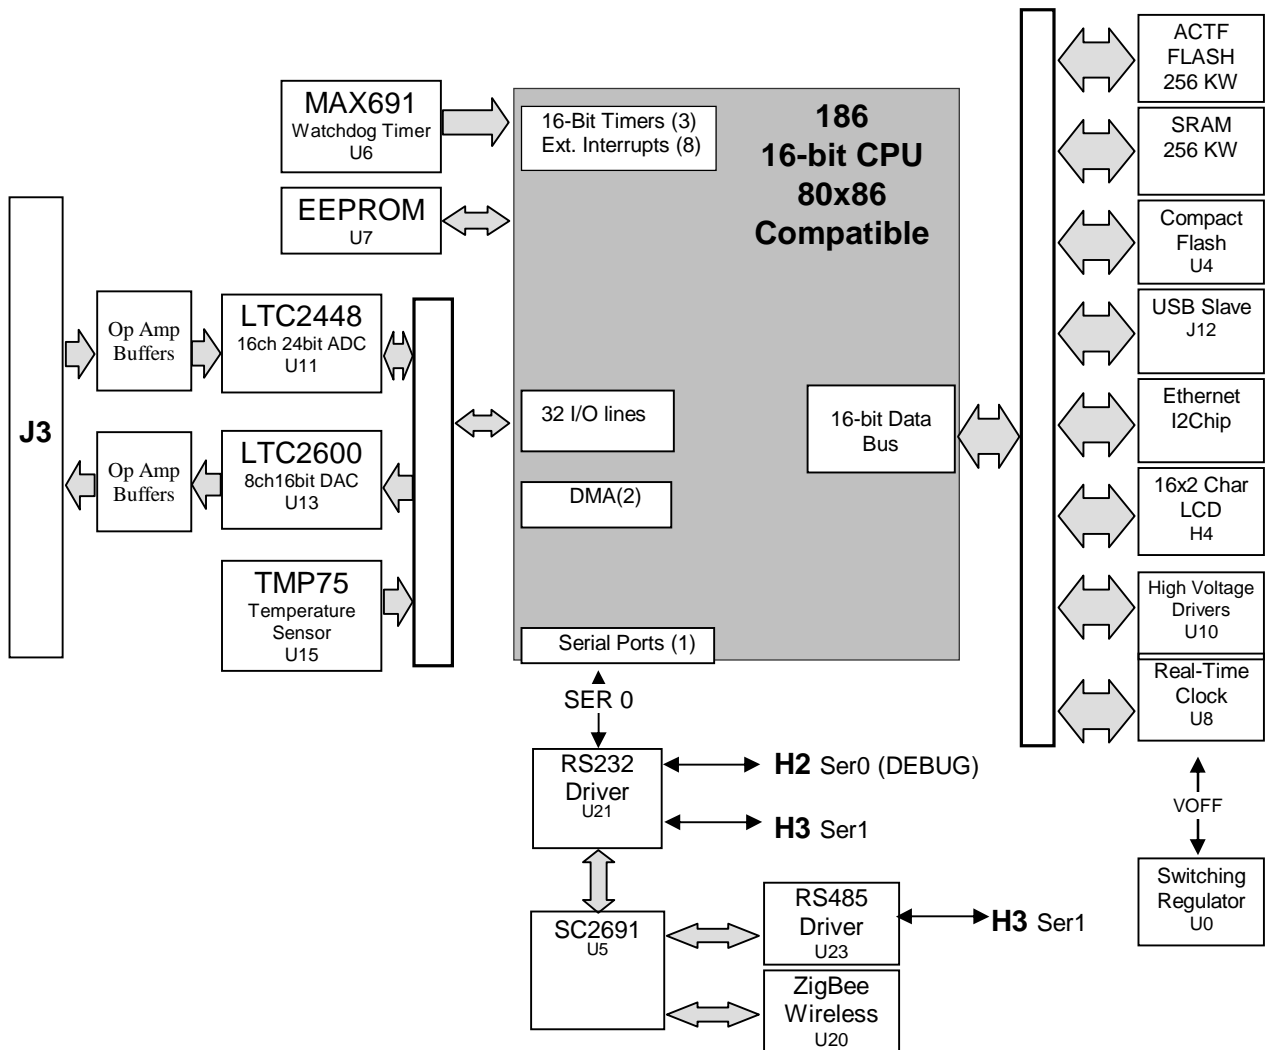 ACTF
FLASH
256 KW
MAX691
Watchdog Timer
U6
16-Bit Timers (3)
Ext. Interrupts (8)
186
16-bit CPU
80x86
Compatible
SRAM
256 KW
EEPROM
U7
Compact
Flash
U4
J3
Op Amp
Buffers
LTC2448
16ch 24bit ADC
U11
USB Slave
J12
32 I/O lines
16-bit Data
Bus
Ethernet
I2Chip
Op Amp
Buffers
LTC2600
8ch16bit DAC
U13
DMA(2)
16x2 Char
LCD
H4
TMP75
Temperature
Sensor
U15
High Voltage
Drivers
U10
Serial Ports (1)
Real-Time
Clock
U8
SER 0
RS232
Driver
U21
H2 Ser0 (DEBUG)
H3 Ser1
VOFF
Switching
Regulator
U0
SC2691
U5
RS485
Driver
U23
H3 Ser1
ZigBee
Wireless
U20